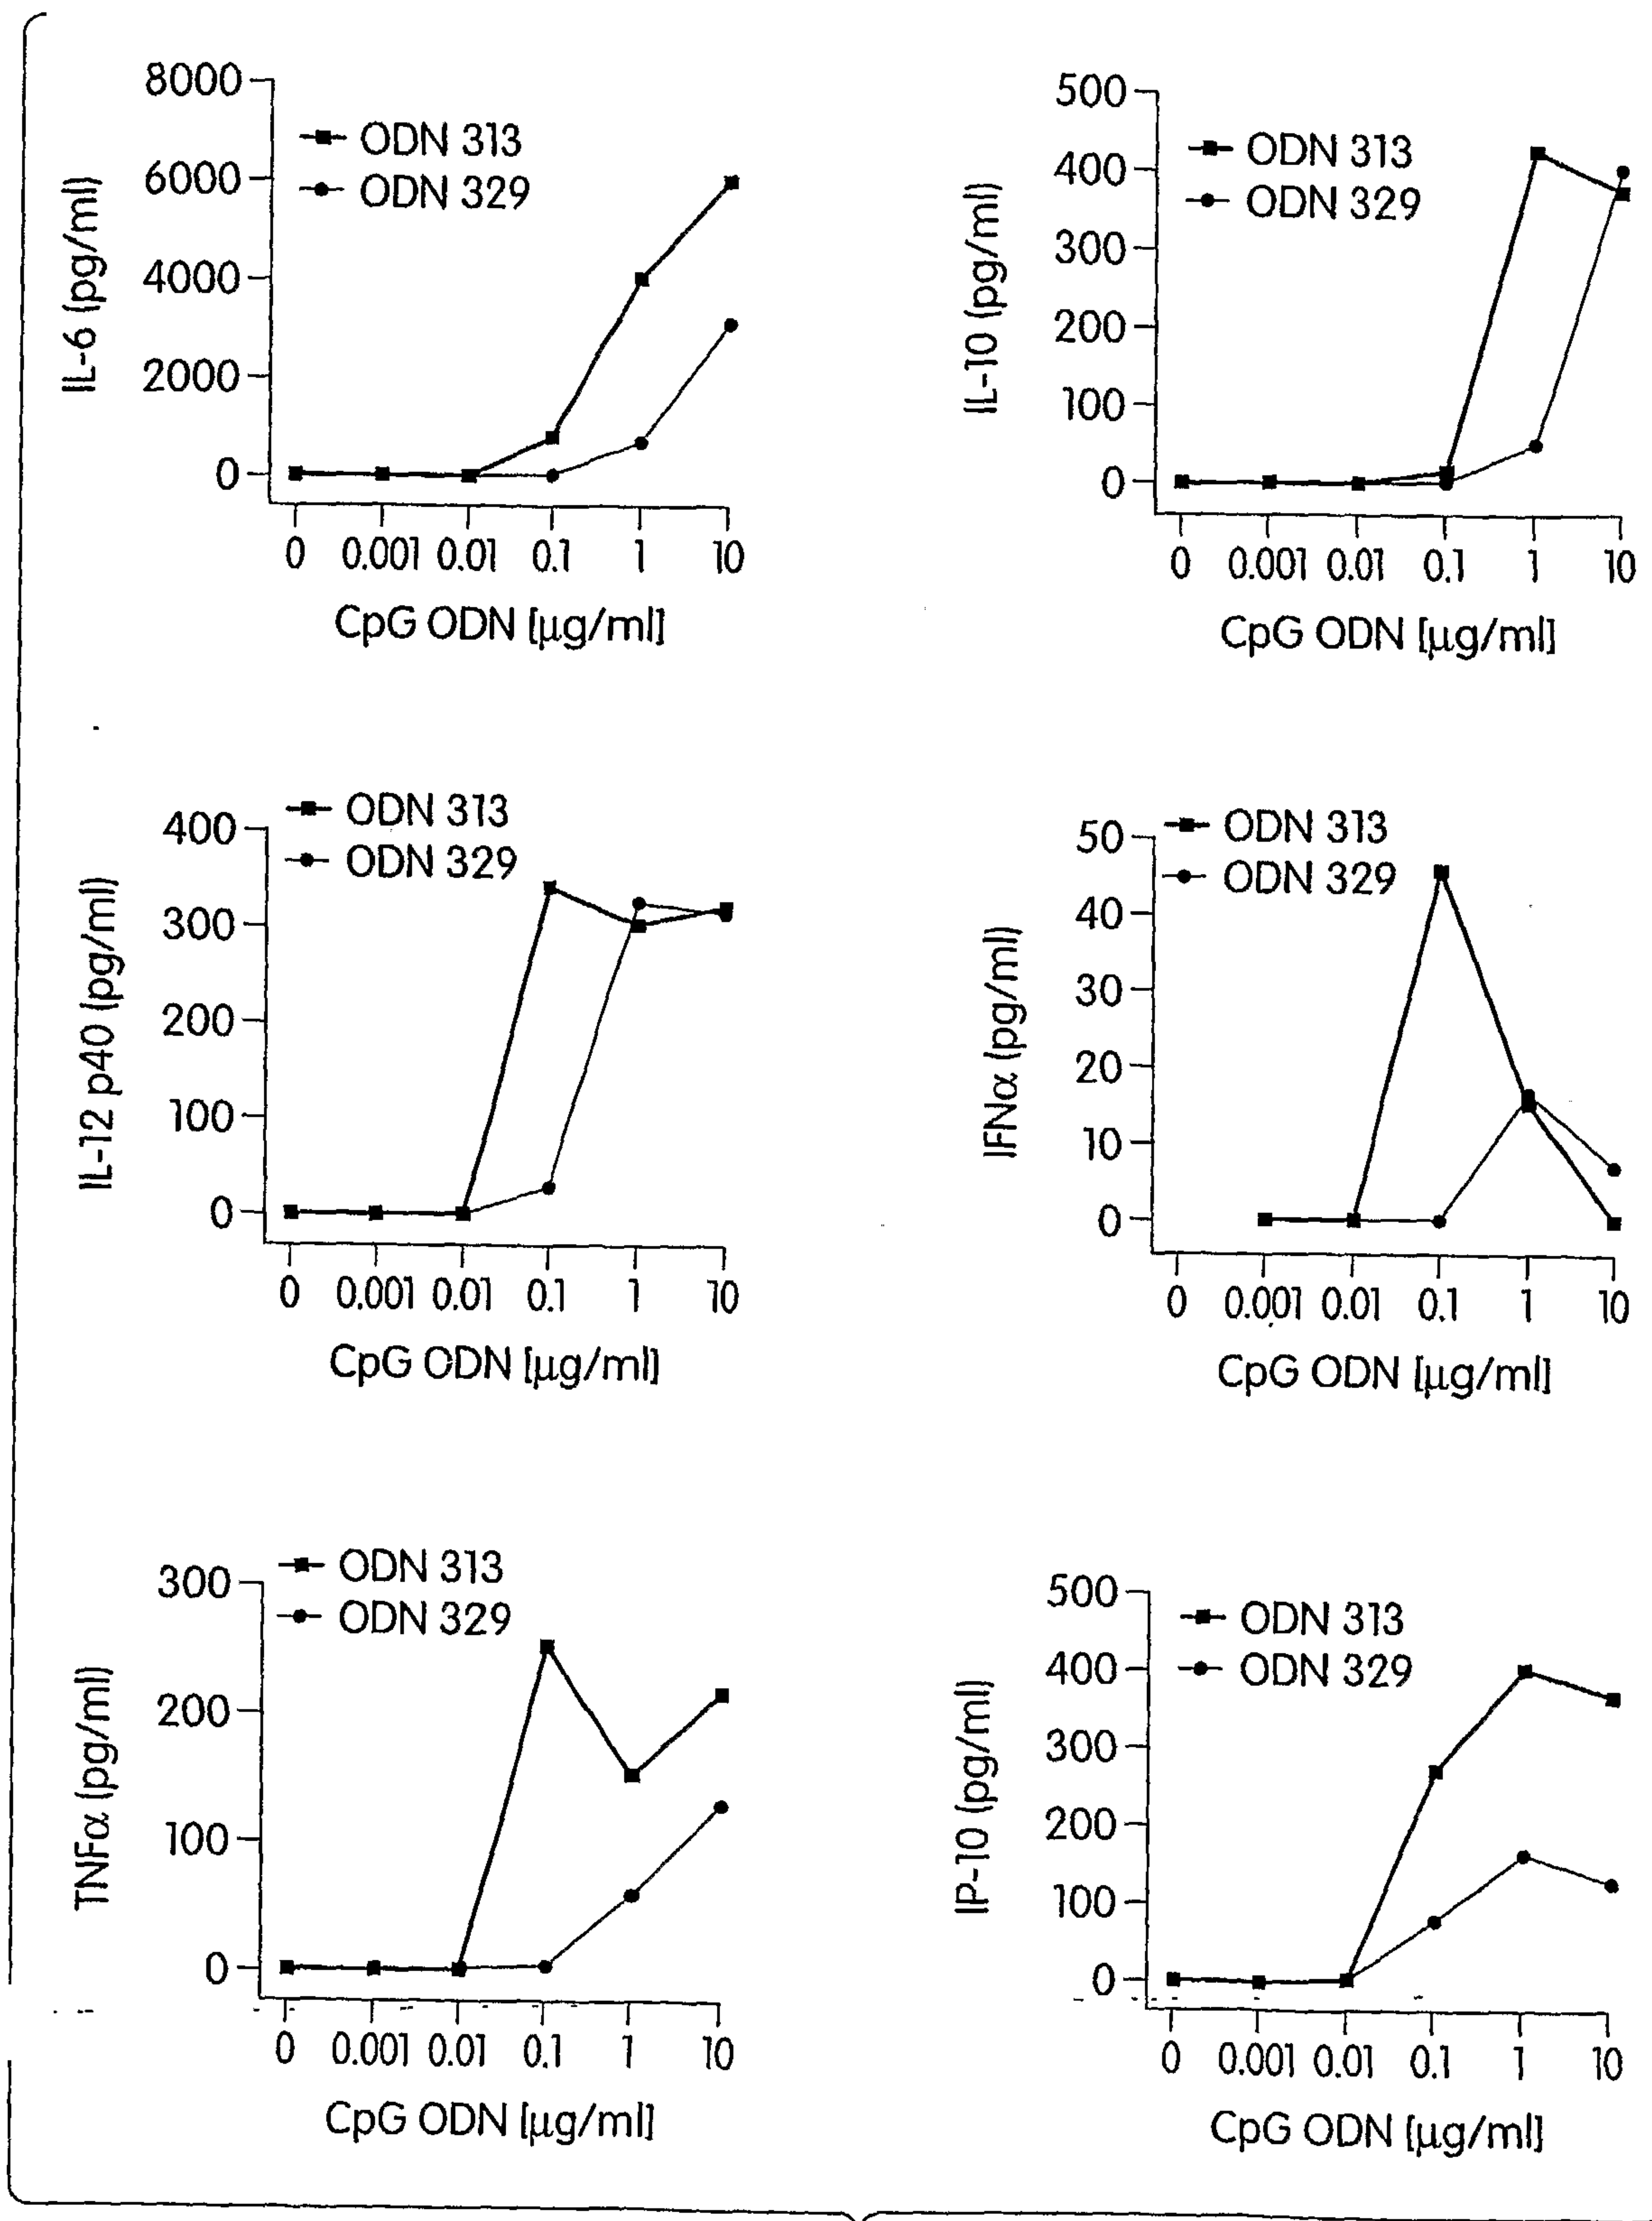 8000
6000
4000
2000
0
IL-6 (pg/ml)
ODN 313
ODN 329
0 0.001 0.01 0.1 1 10
CpG ODN [µg/ml]
500
400
300
200
100
0
IL-10 (pg/ml)
ODN 313
ODN 329
0 0.001 0.01 0.1 1 10
CpG ODN [µg/ml]
400
300
200
100
0
IL-12 p40 (pg/ml)
ODN 313
ODN 329
0 0.001 0.01 0.1 1 10
CpG ODN [µg/ml]
50
40
30
20
10
0
IFNα (pg/ml)
ODN 313
ODN 329
0 0.001 0.01 0.1 1 10
CpG ODN [µg/ml]
300
200
100
0
TNFα (pg/ml)
ODN 313
ODN 329
0 0.001 0.01 0.1 1 10
CpG ODN [µg/ml]
500
400
300
200
100
0
IP-10 (pg/ml)
ODN 313
ODN 329
0 0.001 0.01 0.1 1 10
CpG ODN [µg/ml]